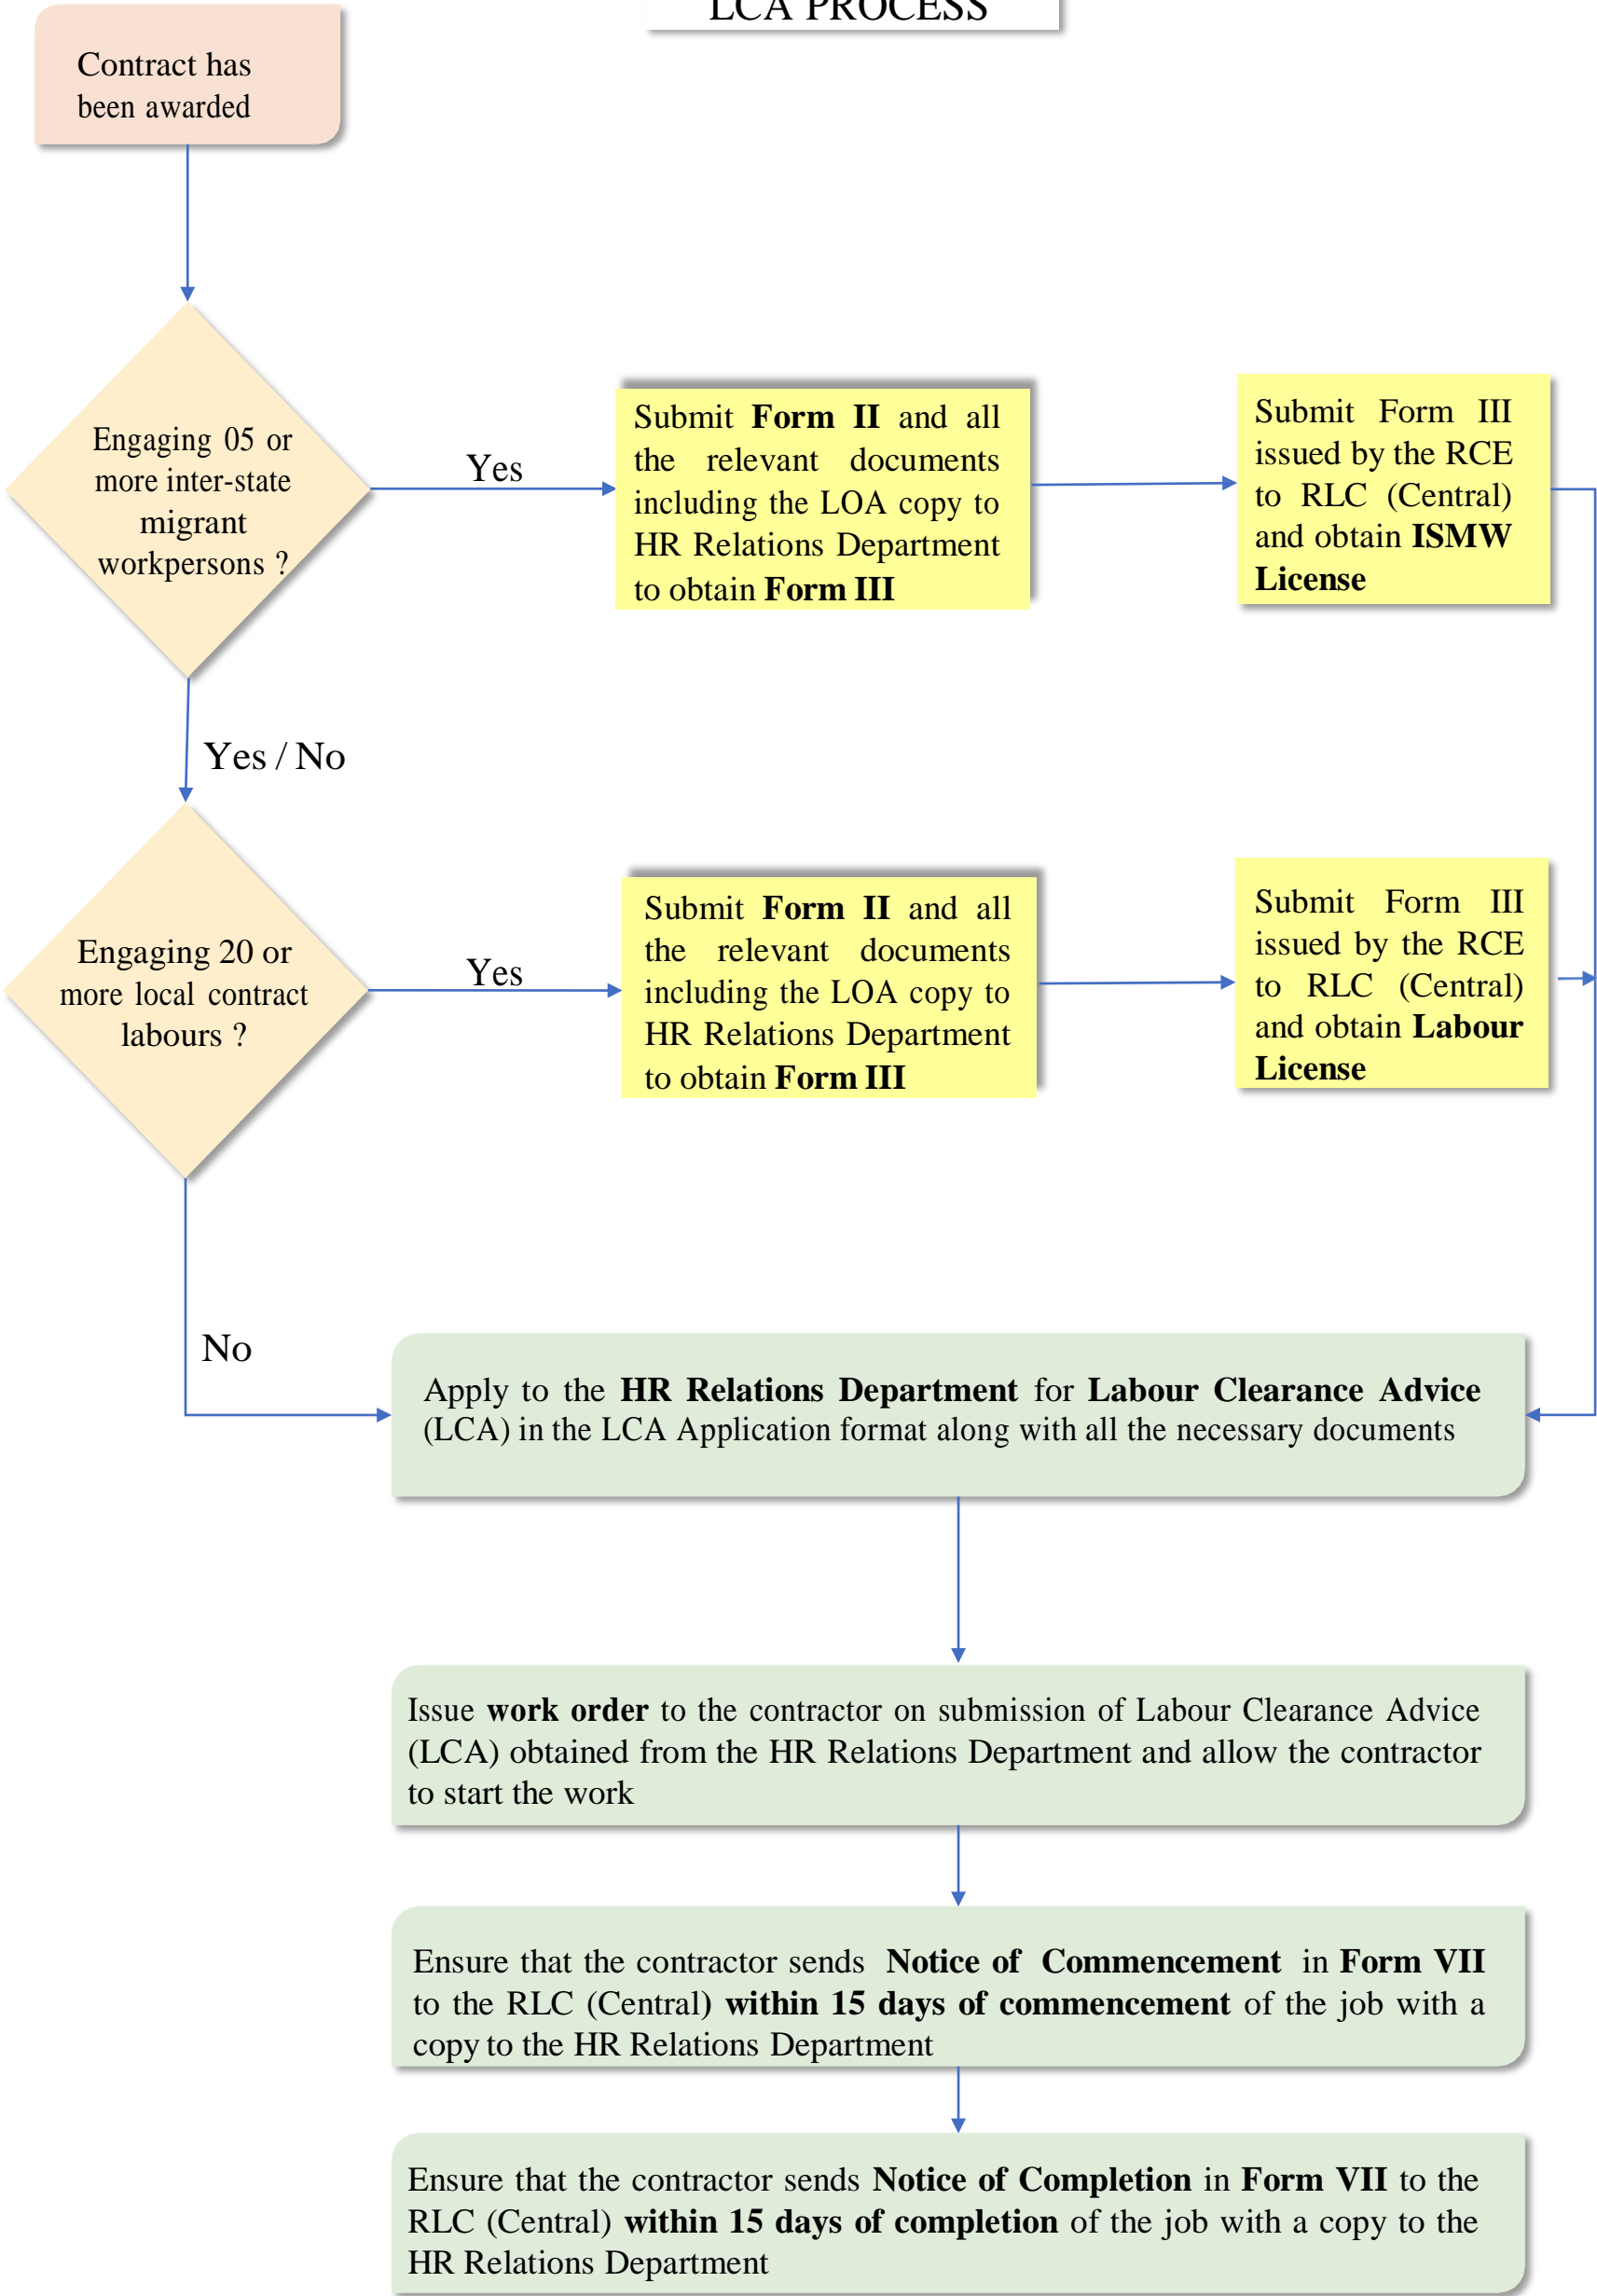 LCA PROCESS
Contract has
been awarded
Engaging 05 or
more inter-state
migrant
workpersons ?
Yes
Submit Form II and all
the relevant documents
including the LOA copy to
HR Relations Department
to obtain Form III
Submit Form III
issued by the RCE
to RLC (Central)
and obtain ISMW
License
Yes / No
Engaging 20 or
more local contract
labours ?
Yes
Submit Form II and all
the relevant documents
including the LOA copy to
HR Relations Department
to obtain Form III
Submit Form III
issued by the RCE
to RLC (Central)
and obtain Labour
License
No
Apply to the HR Relations Department for Labour Clearance Advice
(LCA) in the LCA Application format along with all the necessary documents
Issue work order to the contractor on submission of Labour Clearance Advice
(LCA) obtained from the HR Relations Department and allow the contractor
to start the work
Ensure that the contractor sends Notice of Commencement in Form VII
to the RLC (Central) within 15 days of commencement of the job with a
copy to the HR Relations Department
Ensure that the contractor sends Notice of Completion in Form VII to the
RLC (Central) within 15 days of completion of the job with a copy to the
HR Relations Department